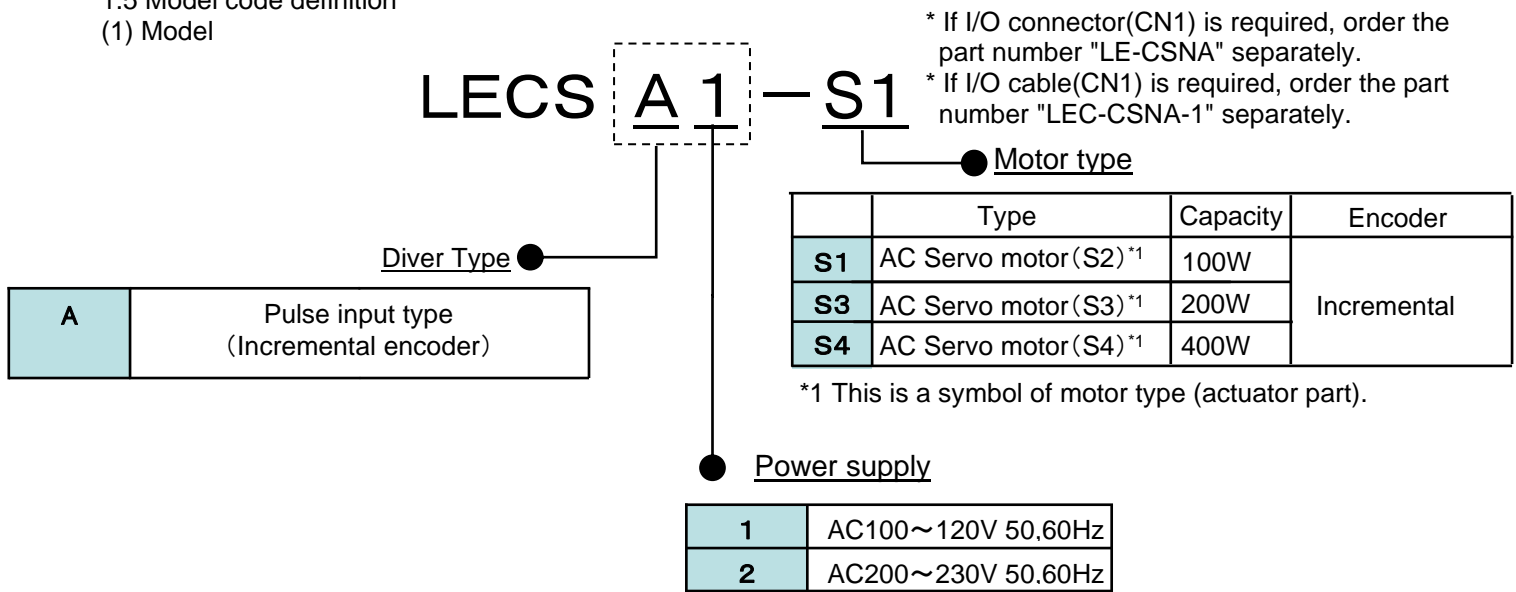 1.5 Model code definition
(1) Model
* If I/O connector(CN1) is required, order the
part number "LE-CSNA" separately.
* If I/O cable(CN1) is required, order the part
number "LEC-CSNA-1" separately.
LECS A 1 － S1
Motor type
Type Capacity Encoder
S1 AC Servo motor（S2）*1 100W
S3 AC Servo motor（S3）*1 200W Incremental
S4 AC Servo motor（S4）*1 400W
*1 This is a symbol of motor type (actuator part).
Diver Type
A Pulse input type
（Incremental encoder）
Power supply
1 AC100～120V 50,60Hz
2 AC200～230V 50,60Hz